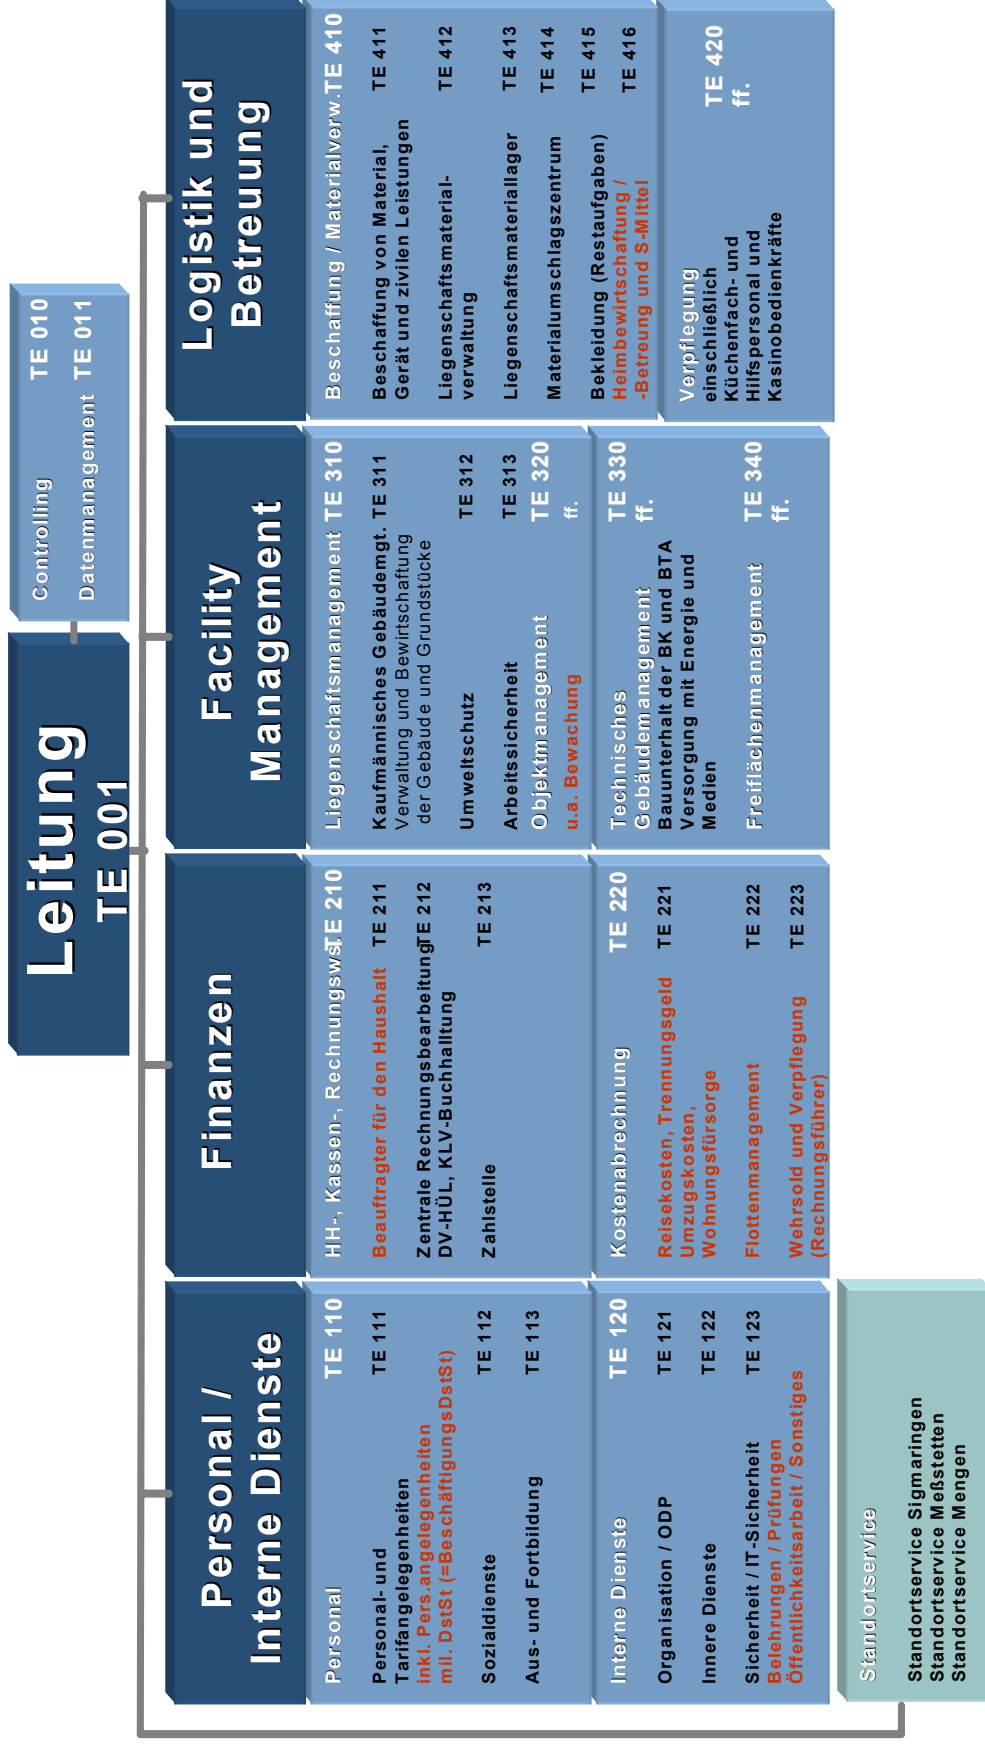 Leitung
TE 001
Controlling TE 010
Datenmanagement TE 011
Personal /
Interne Dienste
Personal TE 110
Personal- und TE 111
Tarifangelegenheiten
inkl. Pers.angelegenheiten
mil. DstSt (=BeschäftigungsDstSt)
Sozialdienste TE 112
Aus- und Fortbildung TE 113
Interne Dienste TE 120
Organisation / ODP TE 121
Innere Dienste TE 122
Sicherheit / IT-Sicherheit TE 123
Belehrungen / Prüfungen
Öffentlichkeitsarbeit / Sonstiges
Finanzen
HH-, Kassen-, Rechnungsws. TE 210
Beauftragter für den Haushalt TE 211
Zentrale Rechnungsbearbeitung TE 212
DV-HÜL, KLV-Buchhalltung
Zahlstelle TE 213
Kostenabrechnung TE 220
Reisekosten, Trennungsgeld TE 221
Umzugskosten,
Wohnungsfürsorge
Flottenmanagement TE 222
Wehrsold und Verpflegung TE 223
(Rechnungsführer)
Facility
Management
Liegenschaftsmanagement TE 310
Kaufmännisches Gebäudemgt. TE 311
Verwaltung und Bewirtschaftung
der Gebäude und Grundstücke
Umweltschutz TE 312
Arbeitssicherheit TE 313
Objektmanagement TE 320
u.a. Bewachung ff.
Technisches TE 330
Gebäudemanagement ff.
Bauunterhalt der BK und BTA
Versorgung mit Energie und
Medien
Freiflächenmanagement TE 340
ff.
Logistik und
Betreuung
Beschaffung / Materialverw. TE 410
Beschaffung von Material, TE 411
Gerät und zivilen Leistungen
Liegenschaftsmaterial- TE 412
verwaltung
Liegenschaftsmateriallager TE 413
Materialumschlagszentrum TE 414
Bekleidung (Restaufgaben) TE 415
Heimbewirtschaftung / TE 416
-Betreung und S-Mittel
Verpflegung TE 420
einschließlich ff.
Küchenfach- und
Hilfspersonal und
Kasinobedienkräfte
Standortservice
Standortservice Sigmaringen
Standortservice Meßstetten
Standortservice Mengen